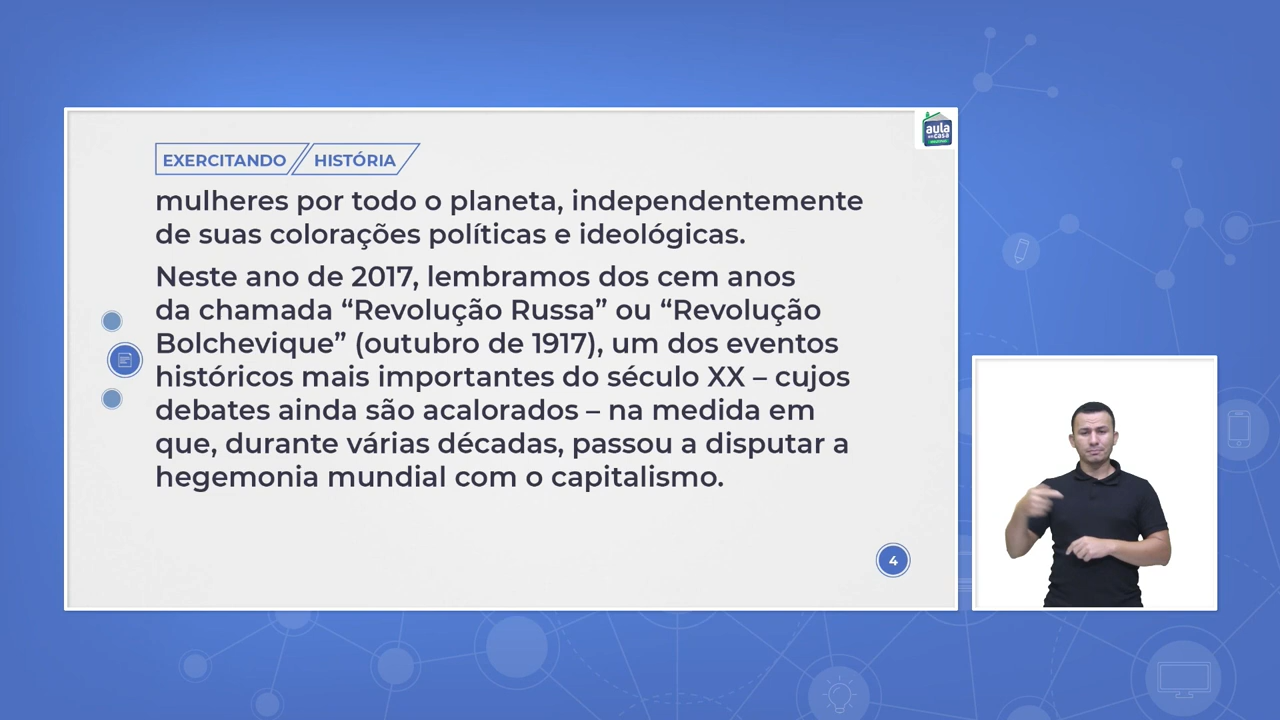 aula
em casa
EXERCITANDO HISTÓRIA
mulheres por todo o planeta, independentemente
de suas colorações políticas e ideológicas.
Neste ano de 2017, lembramos dos cem anos
da chamada “Revolução Russa” ou “Revolução
Bolchevique” (outubro de 1917), um dos eventos
históricos mais importantes do século XX – cujos
debates ainda são acalorados – na medida em
que, durante várias décadas, passou a disputar a
hegemonia mundial com o capitalismo.
4